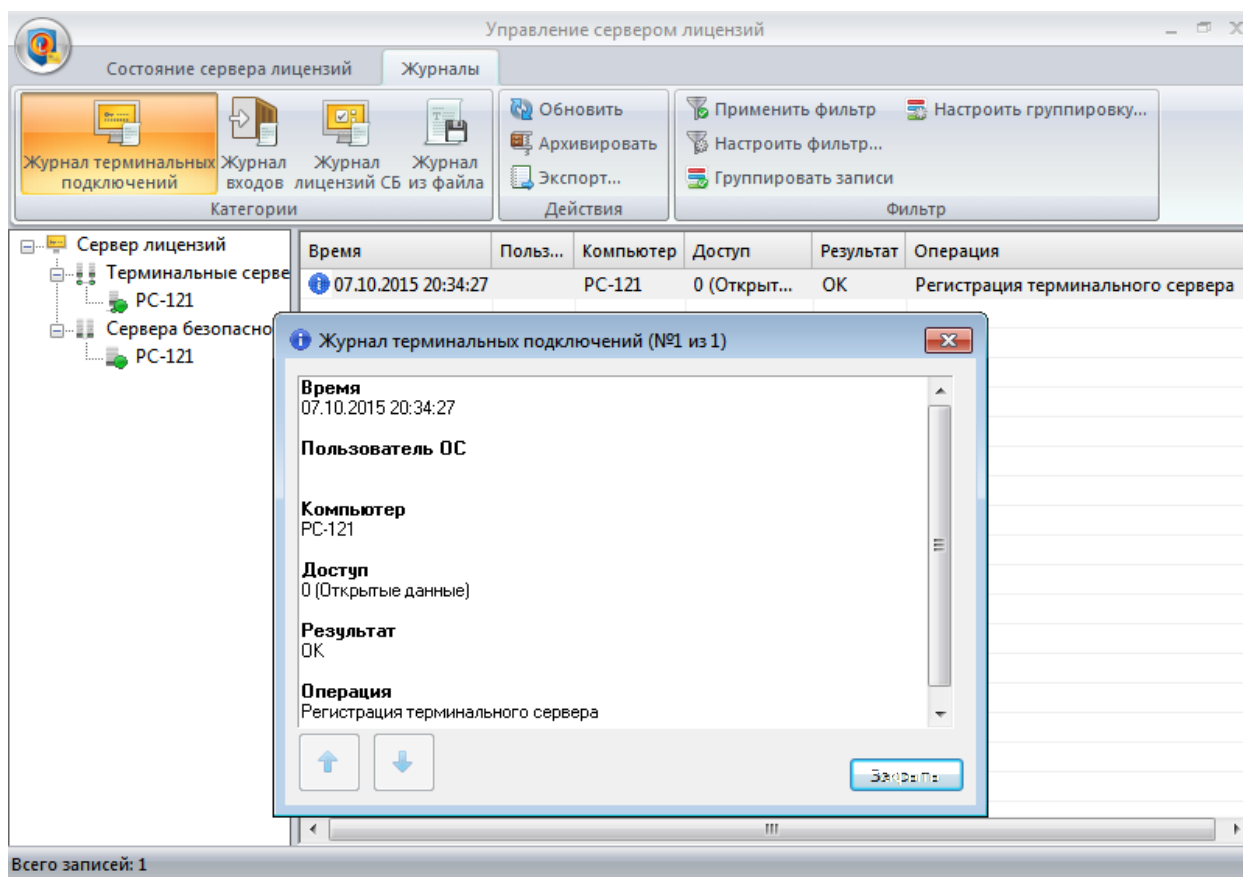 Управление сервером лицензий
Состояние сервера лицензий
Журналы
Журнал терминальных подключений
Журнал входов
Журнал лицензий СБ
Журнал из файла
Категории
Обновить
Архивировать
Экспорт...
Действия
Применить фильтр
Настроить группировку...
Настроить фильтр...
Группировать записи
Фильтр
Сервер лицензий
Терминальные серве
PC-121
Сервера безопасно
PC-121
Время Польз... Компьютер Доступ Результат Операция
07.10.2015 20:34:27 PC-121 0 (Открыт... OK Регистрация терминального сервера
Журнал терминальных подключений (№1 из 1)
Время
07.10.2015 20:34:27
Пользователь ОС
Компьютер
PC-121
Доступ
0 (Открытые данные)
Результат
OK
Операция
Регистрация терминального сервера
Закрыть
Всего записей: 1